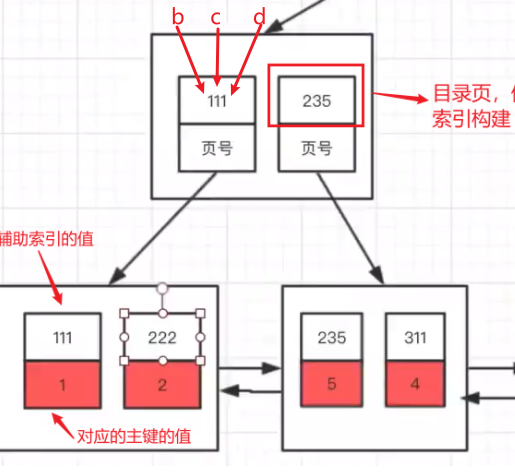 b c d
111 235
页号 页号
目录页，
索引构建
辅助索引的值
111 222 235 311
1 2 5 4
对应的主键的值